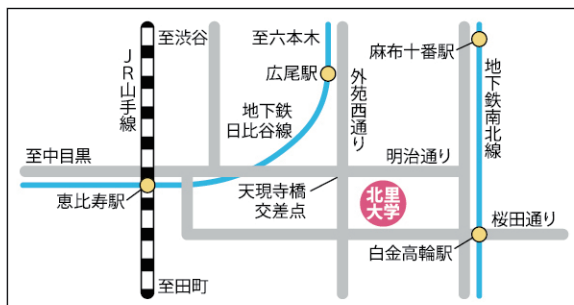 至渋谷
至六本木
麻布十番駅
JR山手線
広尾駅
外苑西通り
地下鉄南北線
地下鉄
日比谷線
至中目黒
明治通り
恵比寿駅
天現寺橋
交差点
北里
大学
桜田通り
白金高輪駅
至田町